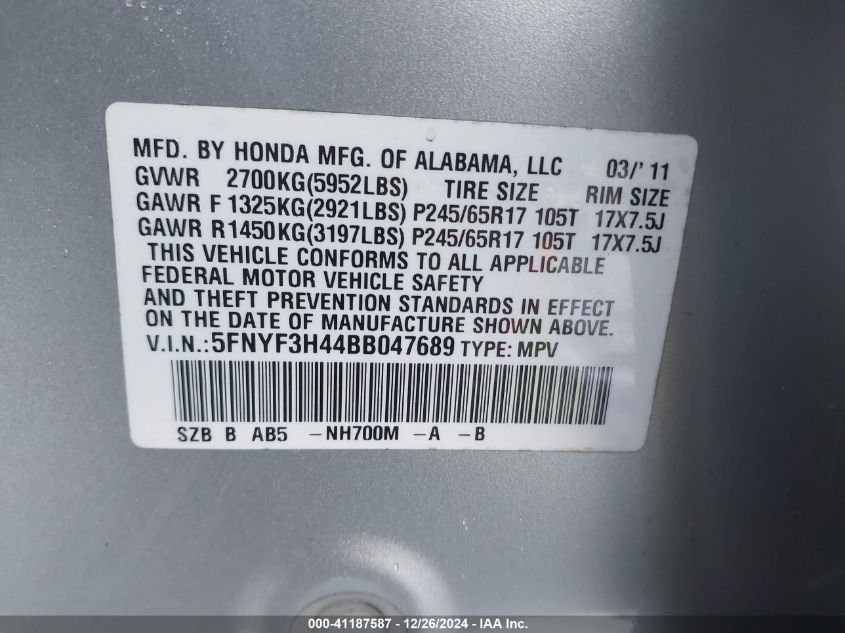 MFD. BY HONDA MFG. OF ALABAMA, LLC 03/'11
GVWR 2700KG(5952LBS) TIRE SIZE RIM SIZE
GAWR F 1325KG(2921LBS) P245/65R17 105T 17X7.5J
GAWR R1450KG(3197LBS) P245/65R17 105T 17X7.5J
THIS VEHICLE CONFORMS TO ALL APPLICABLE
FEDERAL MOTOR VEHICLE SAFETY
AND THEFT PREVENTION STANDARDS IN EFFECT
ON THE DATE OF MANUFACTURE SHOWN ABOVE.
V.I.N.:5FNYF3H44BB047689 TYPE: MPV
SZB B AB5 -NH700M -A -B
000-41187587 - 12/26/2024 - IAA Inc.